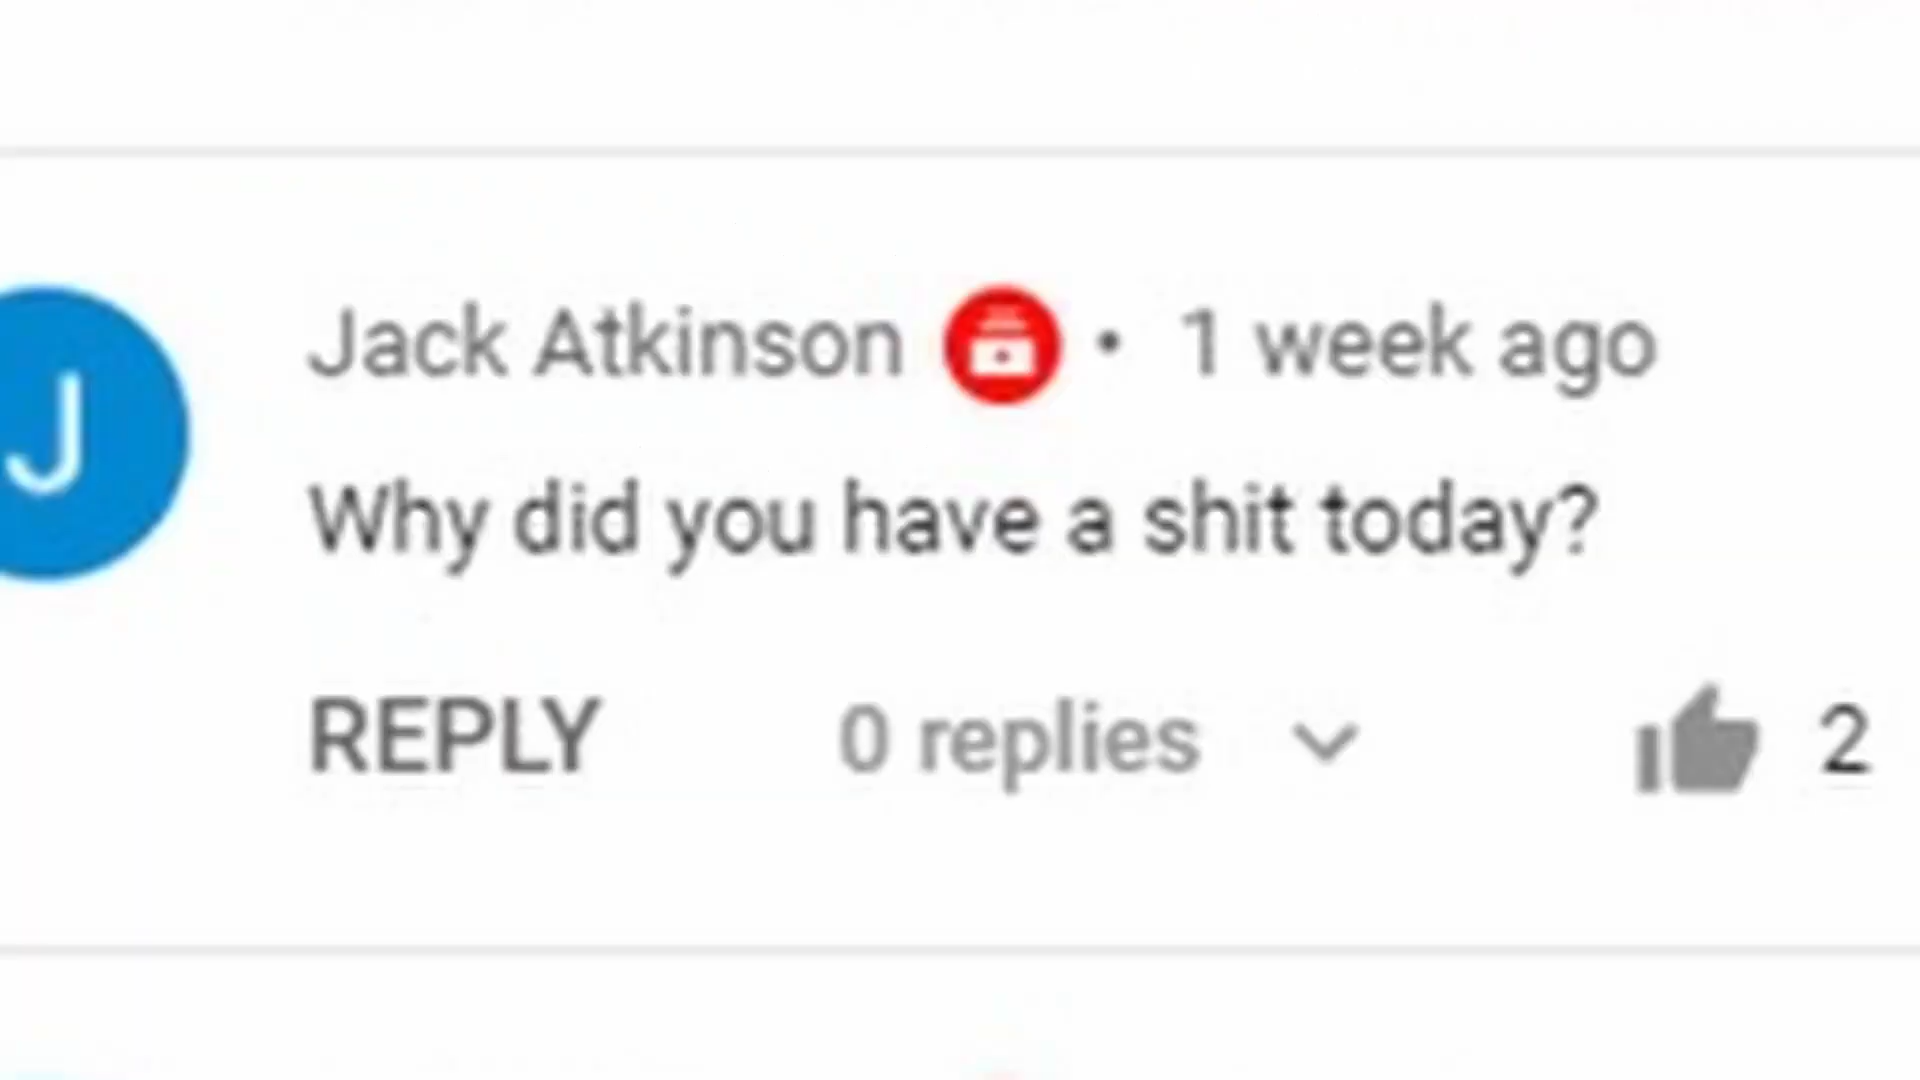 J
Jack Atkinson • 1 week ago
Why did you have a shit today?
REPLY 0 replies 2